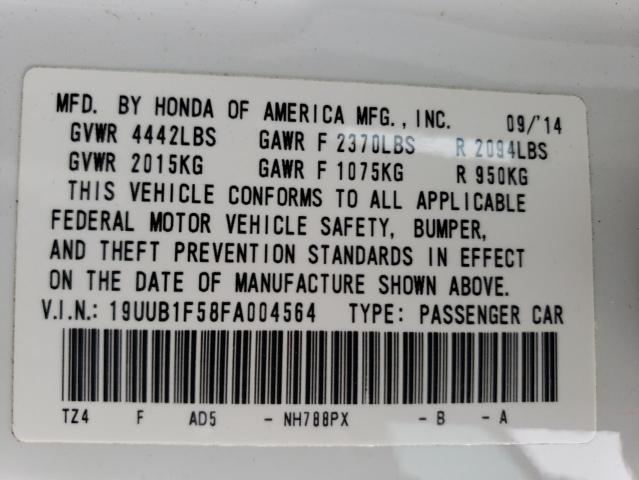 MFD. BY HONDA OF AMERICA MFG., INC. 09/'14
GVWR 4442LBS GAWR F 2370LBS R 2094LBS
GVWR 2015KG GAWR F 1075KG R 950KG
THIS VEHICLE CONFORMS TO ALL APPLICABLE
FEDERAL MOTOR VEHICLE SAFETY, BUMPER,
AND THEFT PREVENTION STANDARDS IN EFFECT
ON THE DATE OF MANUFACTURE SHOWN ABOVE.
V.I.N.: 19UUB1F58FA004564 TYPE: PASSENGER CAR
TZ4 F AD5 - NH788PX - B - A